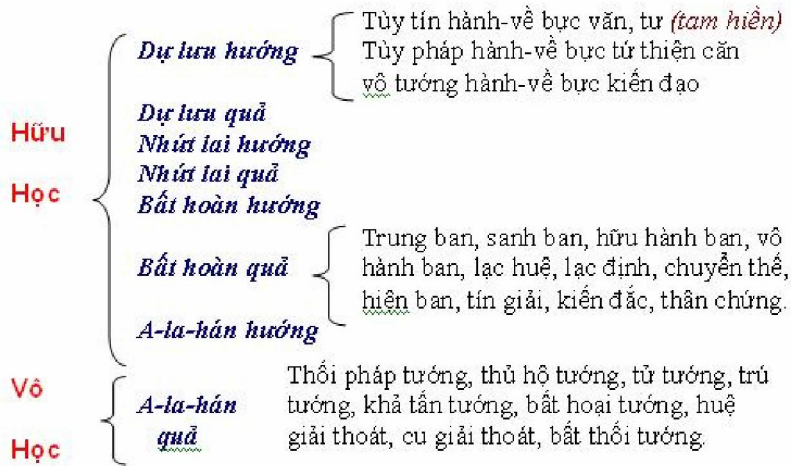 Tùy tín hành-về bực văn, tư (tam hiền)
Dự lưu hướng
Tùy pháp hành-về bực tứ thiện căn
vô tướng hành-về bực kiến đạo
Dự lưu quả
Hữu
Nhứt lai hướng
Nhứt lai quả
Học
Bất hoàn hướng
Trung ban, sanh ban, hữu hành ban, vô
Bất hoàn quả
hành ban, lạc huệ, lạc định, chuyển thế,
hiện ban, tín giải, kiến đắc, thân chứng.
A-la-hán hướng
Thối pháp tướng, thủ hộ tướng, tử tướng, trú
Vô
A-la-hán
tướng, khả tấn tướng, bất hoại tướng, huệ
Học
quả
giải thoát, cu giải thoát, bất thối tướng.